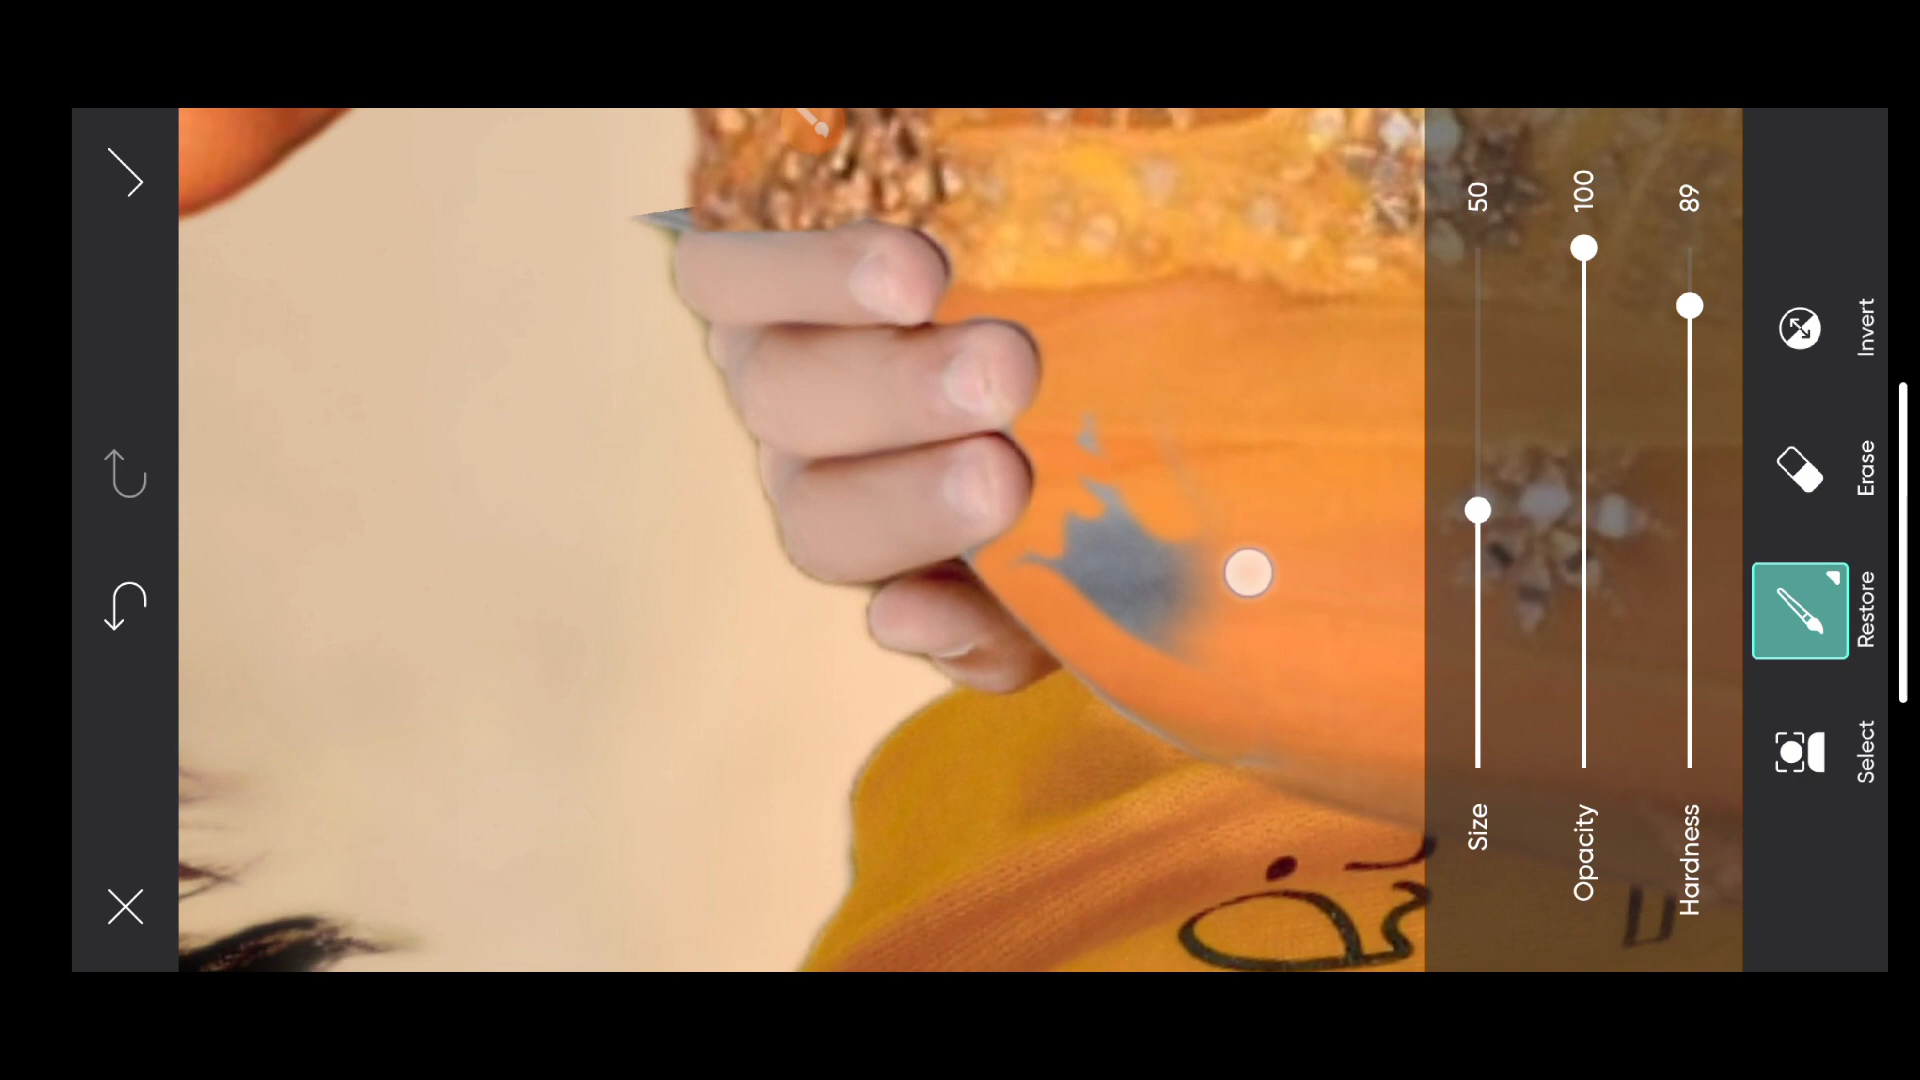 50
100
89
Size
Opacity
Hardness
Invert
Erase
Restore
Select